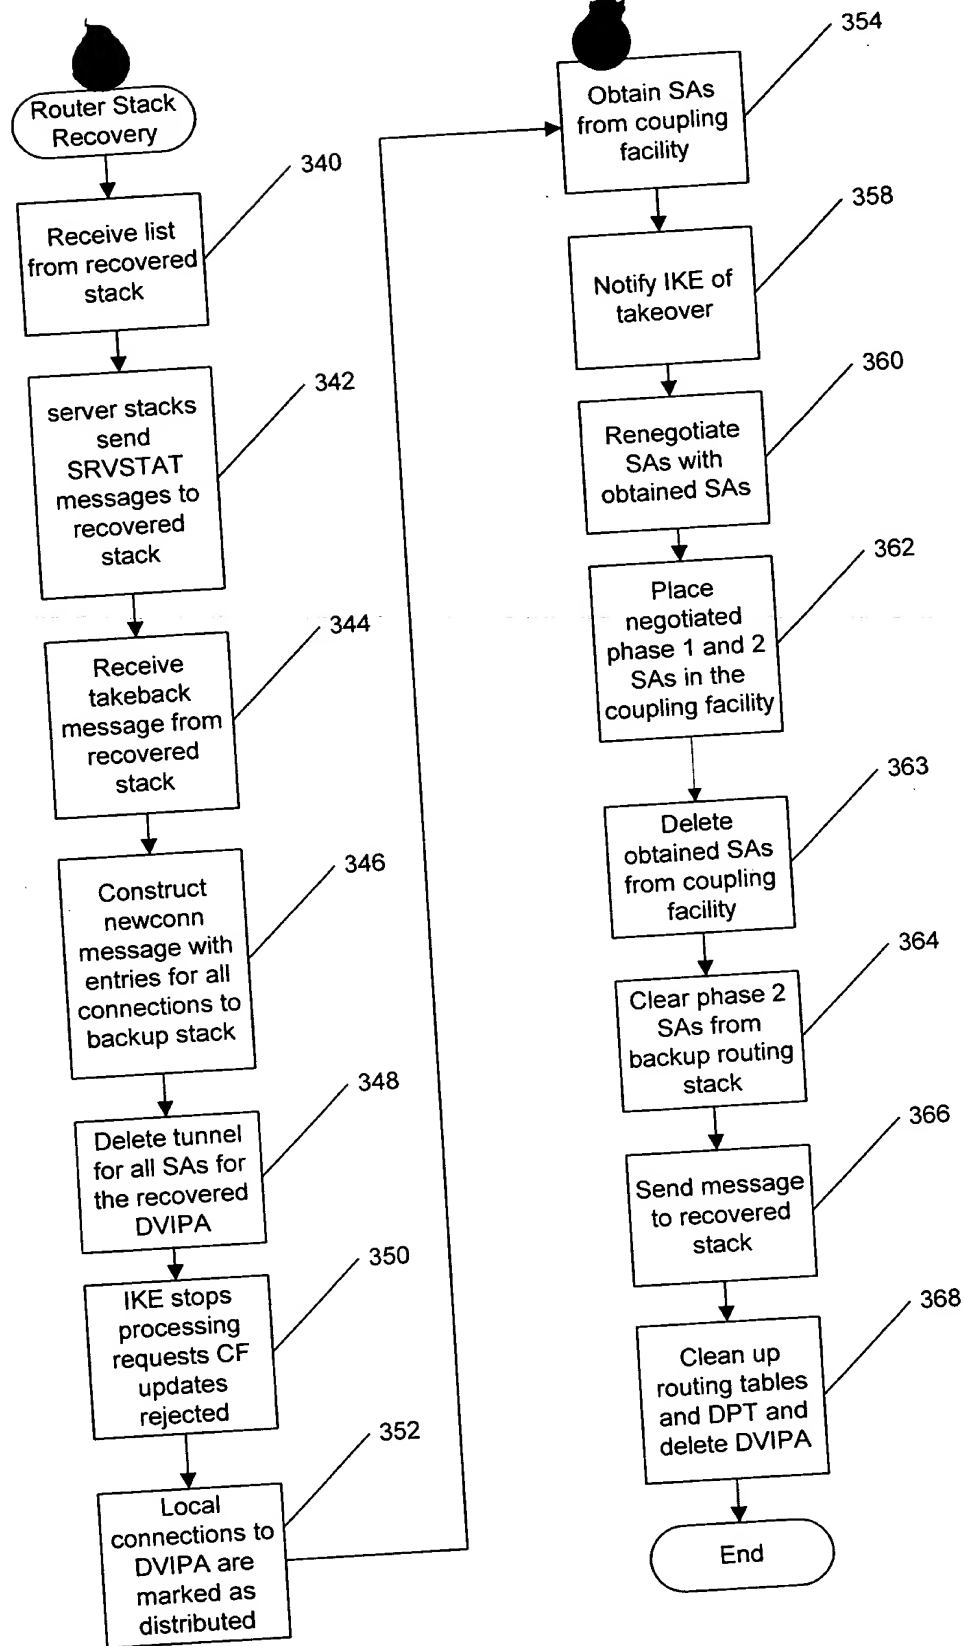 Router Stack
Recovery
340
Receive list
from recovered
stack
342
server stacks
send
SRVSTAT
messages to
recovered
stack
344
Receive
takeback
message from
recovered
stack
346
Construct
newconn
message with
entries for all
connections to
backup stack
348
Delete tunnel
for all SAs for
the recovered
DVIPA
350
IKE stops
processing
requests CF
updates
rejected
352
Local
connections to
DVIPA are
marked as
distributed
354
Obtain SAs
from coupling
facility
358
Notify IKE of
takeover
360
Renegotiate
SAs with
obtained SAs
362
Place
negotiated
phase 1 and 2
SAs in the
coupling facility
363
Delete
obtained SAs
from coupling
facility
364
Clear phase 2
SAs from
backup routing
stack
366
Send message
to recovered
stack
368
Clean up
routing tables
and DPT and
delete DVIPA
End